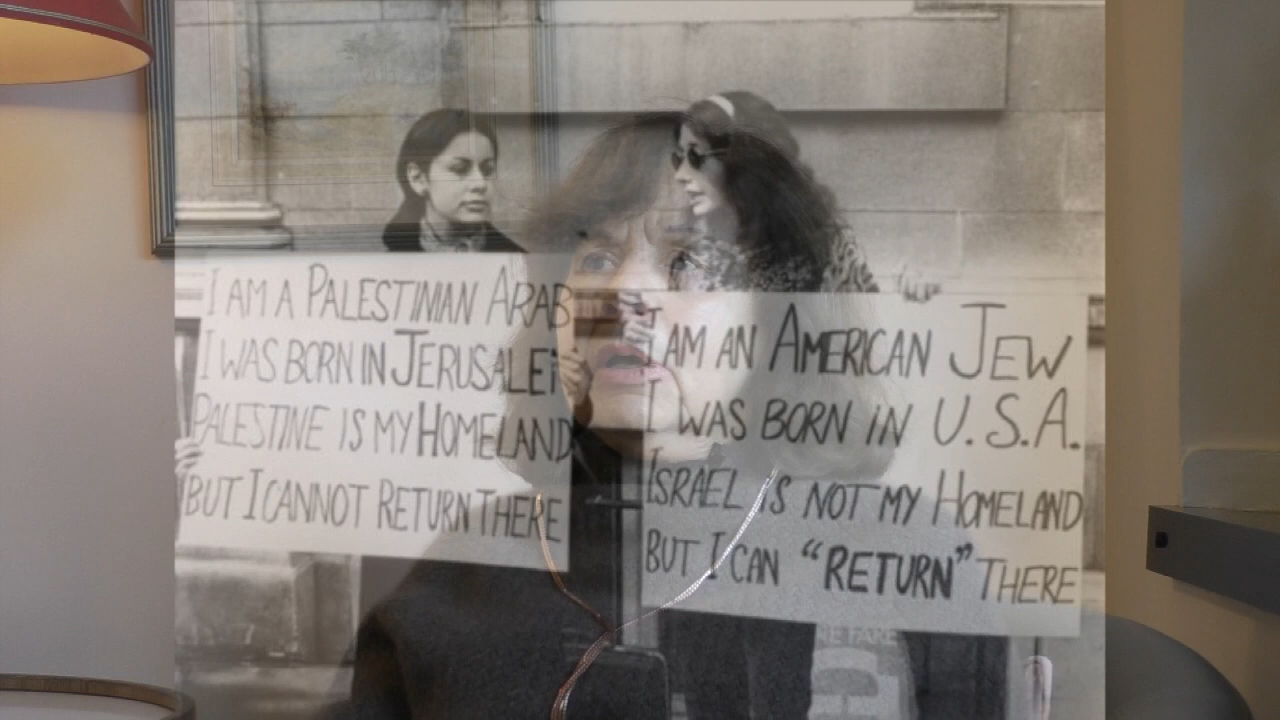 I AM A PALESTINIAN ARAB
I WAS BORN IN JERUSALEM
PALESTINE IS MY HOMELAND
BUT I CANNOT RETURN THERE
I AM AN AMERICAN JEW
I WAS BORN IN U.S.A.
ISRAEL IS NOT MY HOMELAND
BUT I CAN "RETURN" THERE
FARE